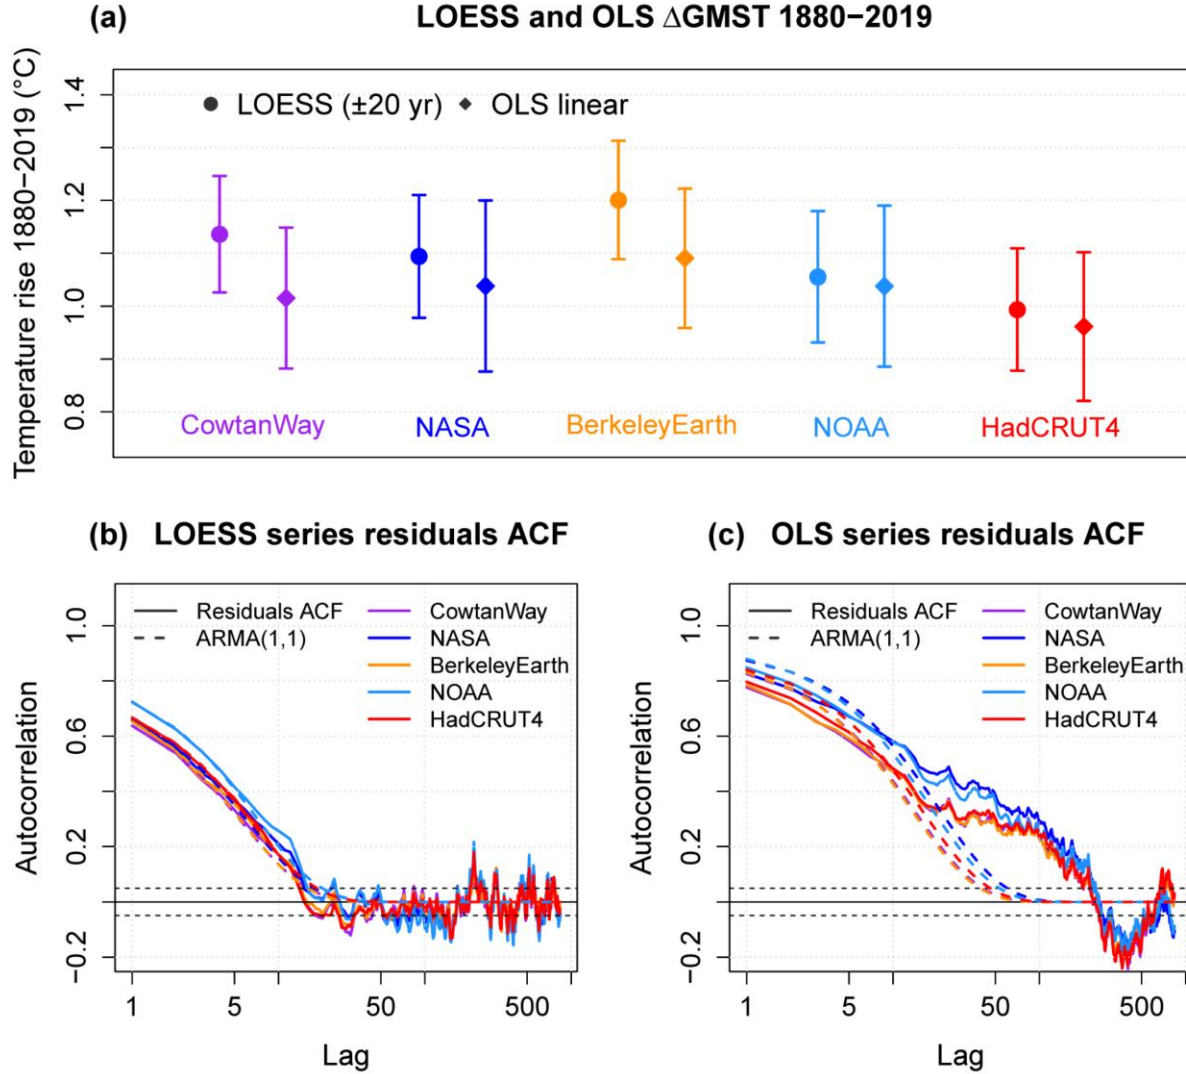 (a) LOESS and OLS ΔGMST 1880−2019
Temperature rise 1880−2019 (°C)
1.4
1.2
1.0
0.8
LOESS (±20 yr) OLS linear
CowtanWay NASA BerkeleyEarth NOAA HadCRUT4
(b) LOESS series residuals ACF
Autocorrelation
1.0
0.6
0.2
−0.2
Residuals ACF CowtanWay
ARMA(1,1) NASA
BerkeleyEarth
NOAA
HadCRUT4
1 5 50 500
Lag
(c) OLS series residuals ACF
Autocorrelation
1.0
0.6
0.2
−0.2
Residuals ACF CowtanWay
ARMA(1,1) NASA
BerkeleyEarth
NOAA
HadCRUT4
1 5 50 500
Lag